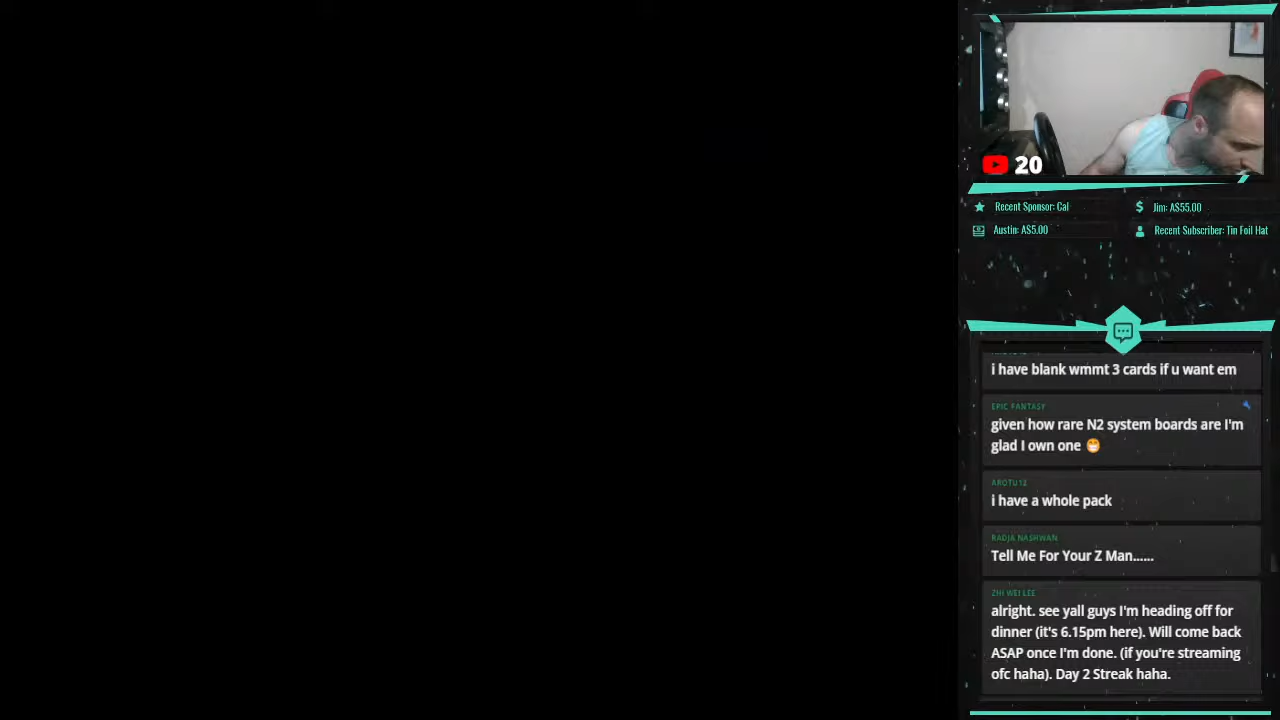 20
Recent Sponsor: Cal
Jim: A$55.00
Austin: A$5.00
Recent Subscriber: Tin Foil Hat
i have blank wmmt 3 cards if u want em
EPIC FANTASY
given how rare N2 system boards are I'm
glad I own one 😁
AROTU12
i have a whole pack
RADJA NASHWAN
Tell Me For Your Z Man......
ZHI WEI LEE
alright. see yall guys I'm heading off for
dinner (it's 6.15pm here). Will come back
ASAP once I'm done. (if you're streaming
ofc haha). Day 2 Streak haha.